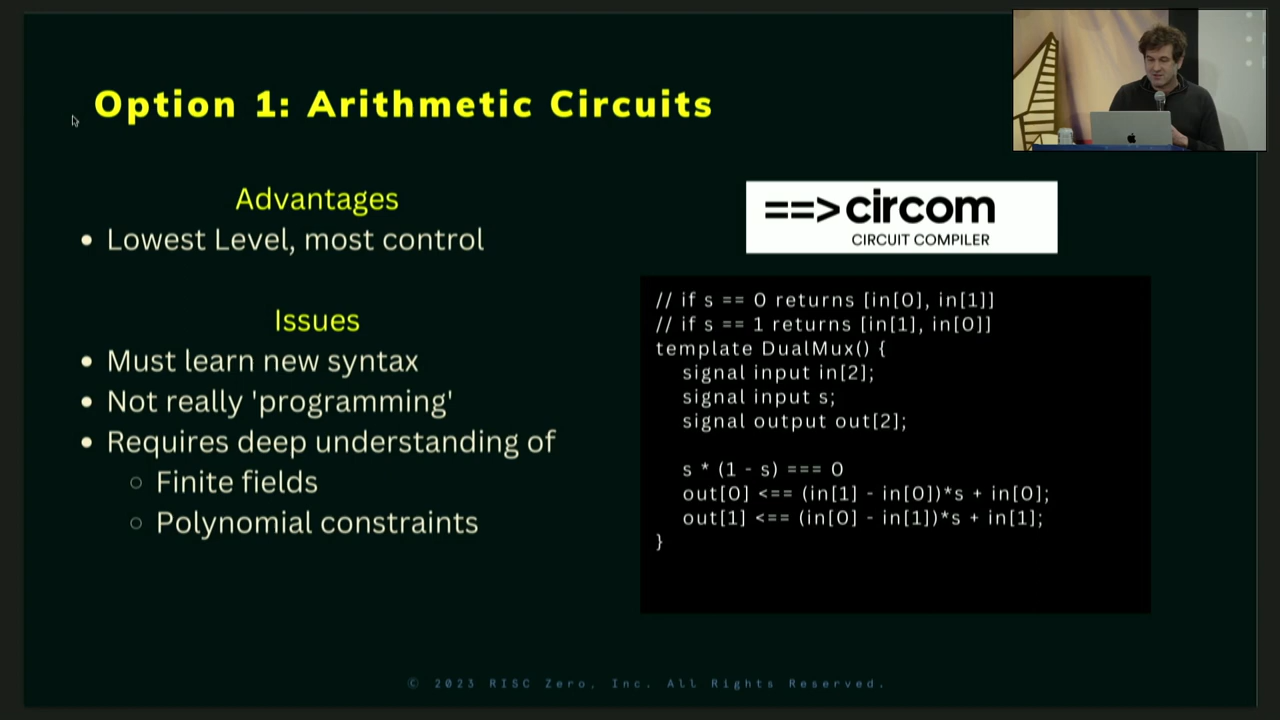 Option 1: Arithmetic Circuits
Advantages
• Lowest Level, most control
Issues
• Must learn new syntax
• Not really 'programming'
• Requires deep understanding of
○ Finite fields
○ Polynomial constraints
==>circom
CIRCUIT COMPILER
// if s == 0 returns [in[0], in[1]]
// if s == 1 returns [in[1], in[0]]
template DualMux() {
signal input in[2];
signal input s;
signal output out[2];
s * (1 - s) === 0
out[0] <== (in[1] - in[0])*s + in[0];
out[1] <== (in[0] - in[1])*s + in[1];
}
© 2023 RISC Zero, Inc. All Rights Reserved.